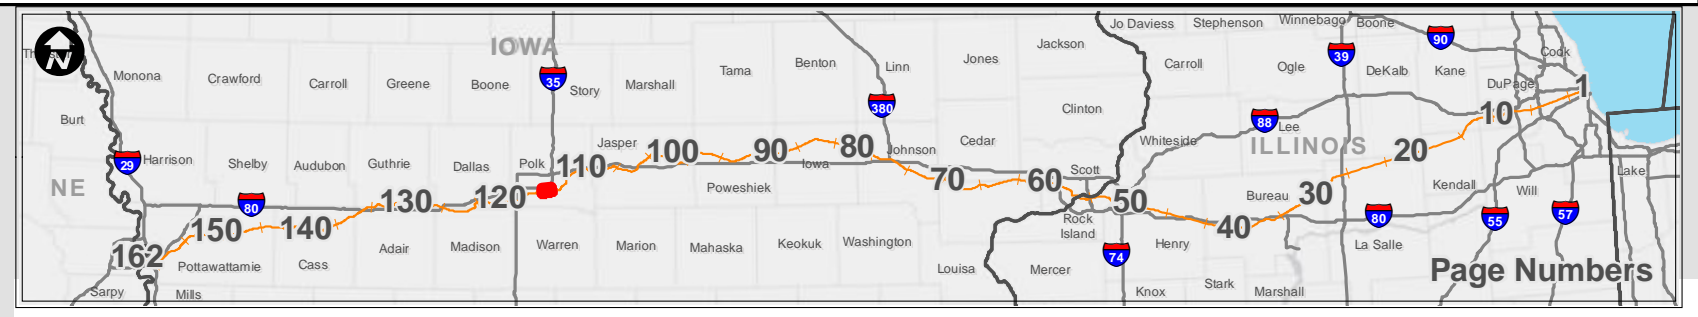 Jo Daviess Stephenson Winnebago Boone
IOWA
N
Monona Crawford Carroll Greene Boone 35 Story Marshall Tama Benton Linn Jones Jackson Carroll Ogle 39 DeKalb Kane 90 Cook
DuPage 1
Burt 380 Clinton 88 Lee 10
Whiteside ILLINOIS
29 Harrison Shelby Audubon Guthrie Dallas Polk Jasper 100 90 Iowa 80 Johnson Cedar Scott 20 Lake
110
NE 80 130 120 Poweshiek 70 60 50 Bureau 30 Kendall Will
150 140 Rock Island 40 80 55 57
162 Adair Madison Warren Marion Mahaska Keokuk Washington 74 Henry La Salle
Pottawattamie Cass Louisa Mercer Page Numbers
Sarpy Mills Knox Stark Marshall